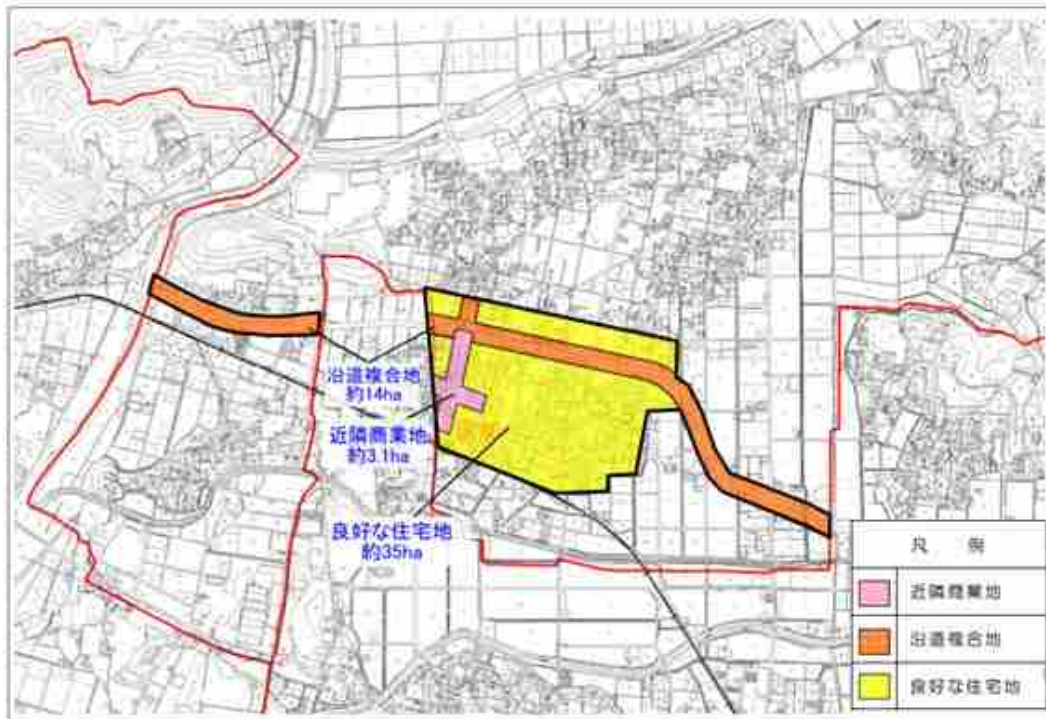 沿道複合地
約14ha
近隣商業地
約3.1ha
良好な住宅地
約35ha
凡 例
近隣商業地
沿道複合地
良好な住宅地